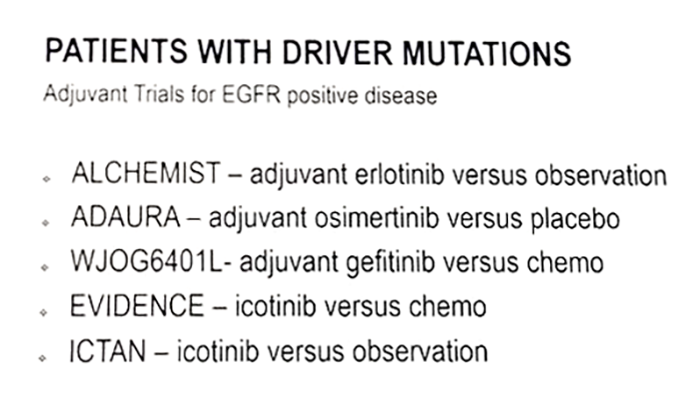 PATIENTS WITH DRIVER MUTATIONS
Adjuvant Trials for EGFR positive disease
ALCHEMIST – adjuvant erlotinib versus observation
ADAURA – adjuvant osimertinib versus placebo
WJOG6401L- adjuvant gefitinib versus chemo
EVIDENCE – icotinib versus chemo
ICTAN – icotinib versus observation